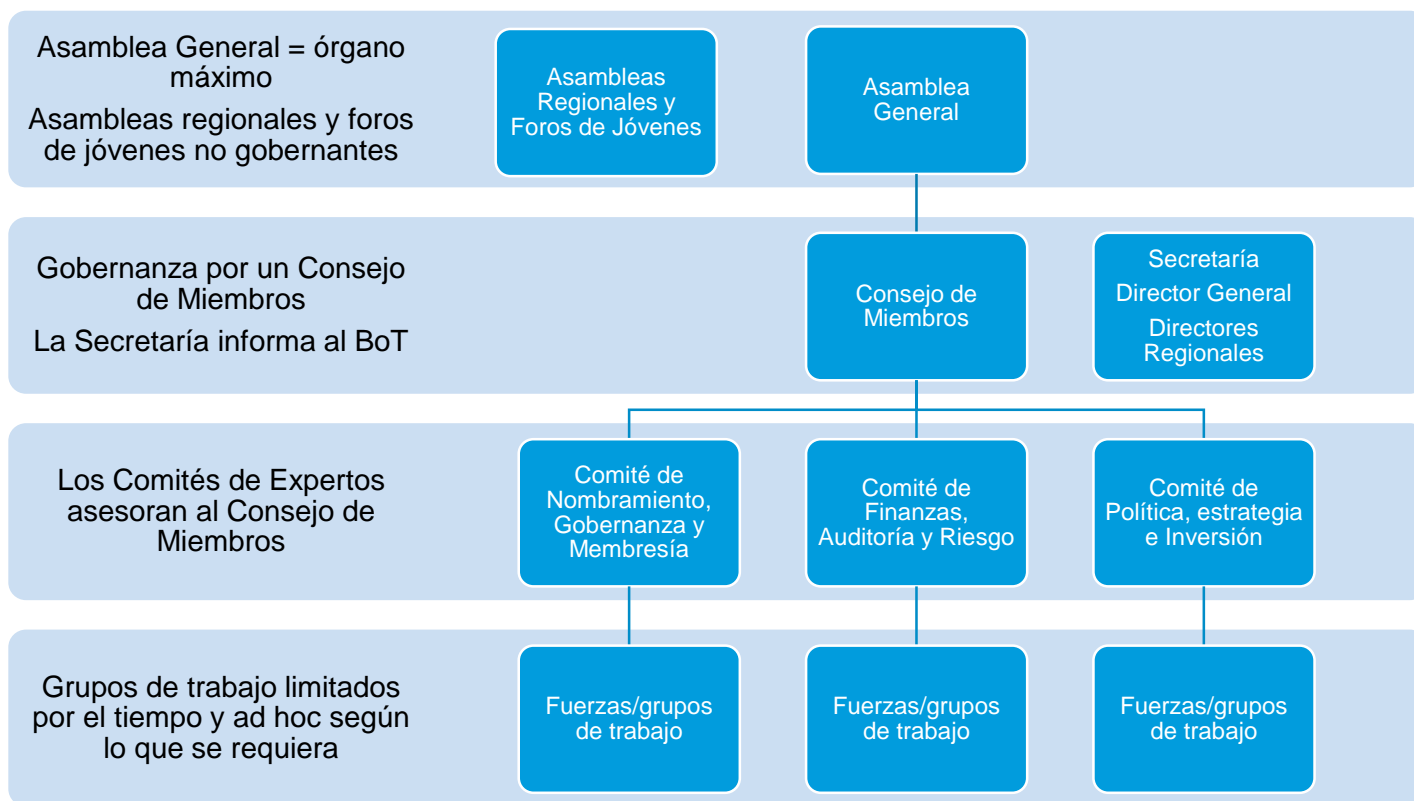 Asamblea General = órgano
máximo
Asambleas regionales y foros
de jóvenes no gobernantes
Asambleas
Regionales y
Foros de Jóvenes
Asamblea
General
Gobernanza por un Consejo
de Miembros
La Secretaría informa al BoT
Consejo de
Miembros
Secretaría
Director General
Directores
Regionales
Los Comités de Expertos
asesoran al Consejo de
Miembros
Comité de
Nombramiento,
Gobernanza y
Membresía
Comité de
Finanzas,
Auditoría y Riesgo
Comité de
Política, estrategia
e Inversión
Grupos de trabajo limitados
por el tiempo y ad hoc según
lo que se requiera
Fuerzas/grupos
de trabajo
Fuerzas/grupos
de trabajo
Fuerzas/grupos
de trabajo